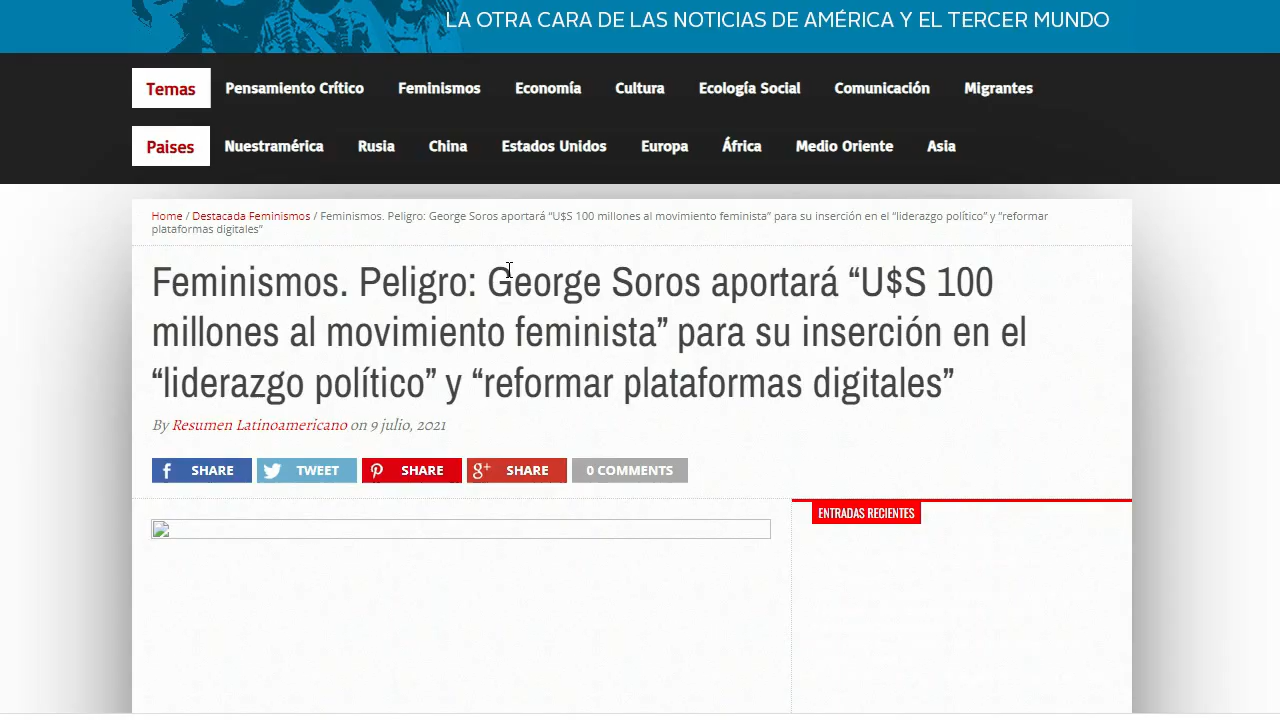 LA OTRA CARA DE LAS NOTICIAS DE AMÉRICA Y EL TERCER MUNDO
Temas Pensamiento Crítico Feminismos Economía Cultura Ecología Social Comunicación Migrantes
Paises Nuestramérica Rusia China Estados Unidos Europa África Medio Oriente Asia
Home / Destacada Feminismos / Feminismos. Peligro: George Soros aportará “U$S 100 millones al movimiento feminista” para su inserción en el “liderazgo político” y “reformar
plataformas digitales”
Feminismos. Peligro: George Soros aportará “U$S 100
millones al movimiento feminista” para su inserción en el
“liderazgo político” y “reformar plataformas digitales”
By Resumen Latinoamericano on 9 julio, 2021
SHARE TWEET SHARE SHARE 0 COMMENTS
ENTRADAS RECIENTES